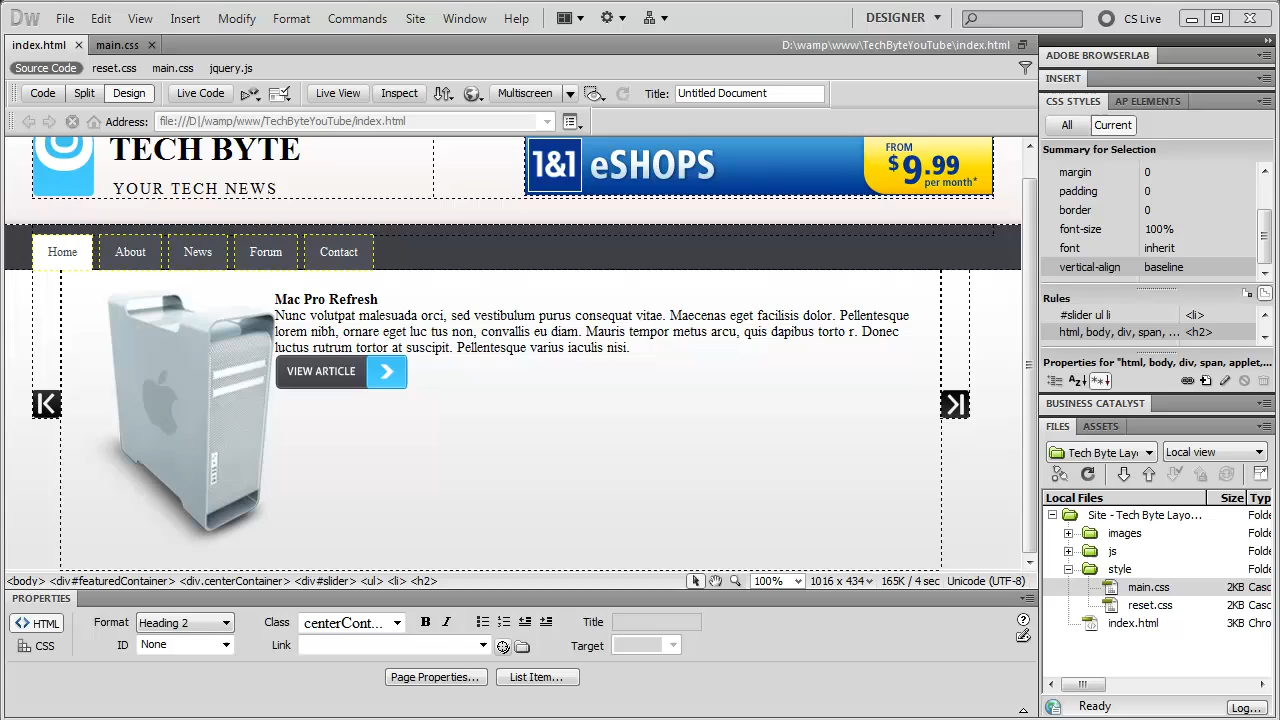 Dw File Edit View Insert Modify Format Commands Site Window Help DESIGNER CS Live
index.html main.css D:\wamp\www\TechByteYouTube\index.html
Source Code reset.css main.css jquery.js
Code Split Design Live Code Live View Inspect Multiscreen Title: Untitled Document
Address: file:///D|/wamp/www/TechByteYouTube/index.html
TECH BYTE
YOUR TECH NEWS
1&1 eSHOPS
FROM
$9.99
per month*
Home About News Forum Contact
Mac Pro Refresh
Nunc volutpat malesuada orci, sed vestibulum purus consequat vitae. Maecenas eget facilisis dolor. Pellentesque
lorem nibh, ornare eget luc tus non, convallis eu diam. Mauris tempor metus arcu, quis dapibus torto r. Donec
luctus rutrum tortor at suscipit. Pellentesque varius iaculis nisi.
VIEW ARTICLE
<body> <div#featuredContainer> <div.centerContainer> <div#slider> <ul> <li> <h2> 100% 1016 x 434 165K / 4 sec Unicode (UTF-8)
PROPERTIES
HTML Format Heading 2 Class centerCont... B I Title
CSS ID None Link Target
Page Properties... List Item...
ADOBE BROWSERLAB
INSERT
CSS STYLES AP ELEMENTS
All Current
Summary for Selection
margin 0
padding 0
border 0
font-size 100%
font inherit
vertical-align baseline
Rules
#slider ul li <li>
html, body, div, span, ... <h2>
Properties for "html, body, div, span, applet,...
BUSINESS CATALYST
FILES ASSETS
Tech Byte Lay Local view
Local Files Size Typ
Site - Tech Byte Layo... Folde
images Folde
js Folde
style Folde
main.css 2KB Casc
reset.css 2KB Casc
index.html 3KB Chro
Ready Log...